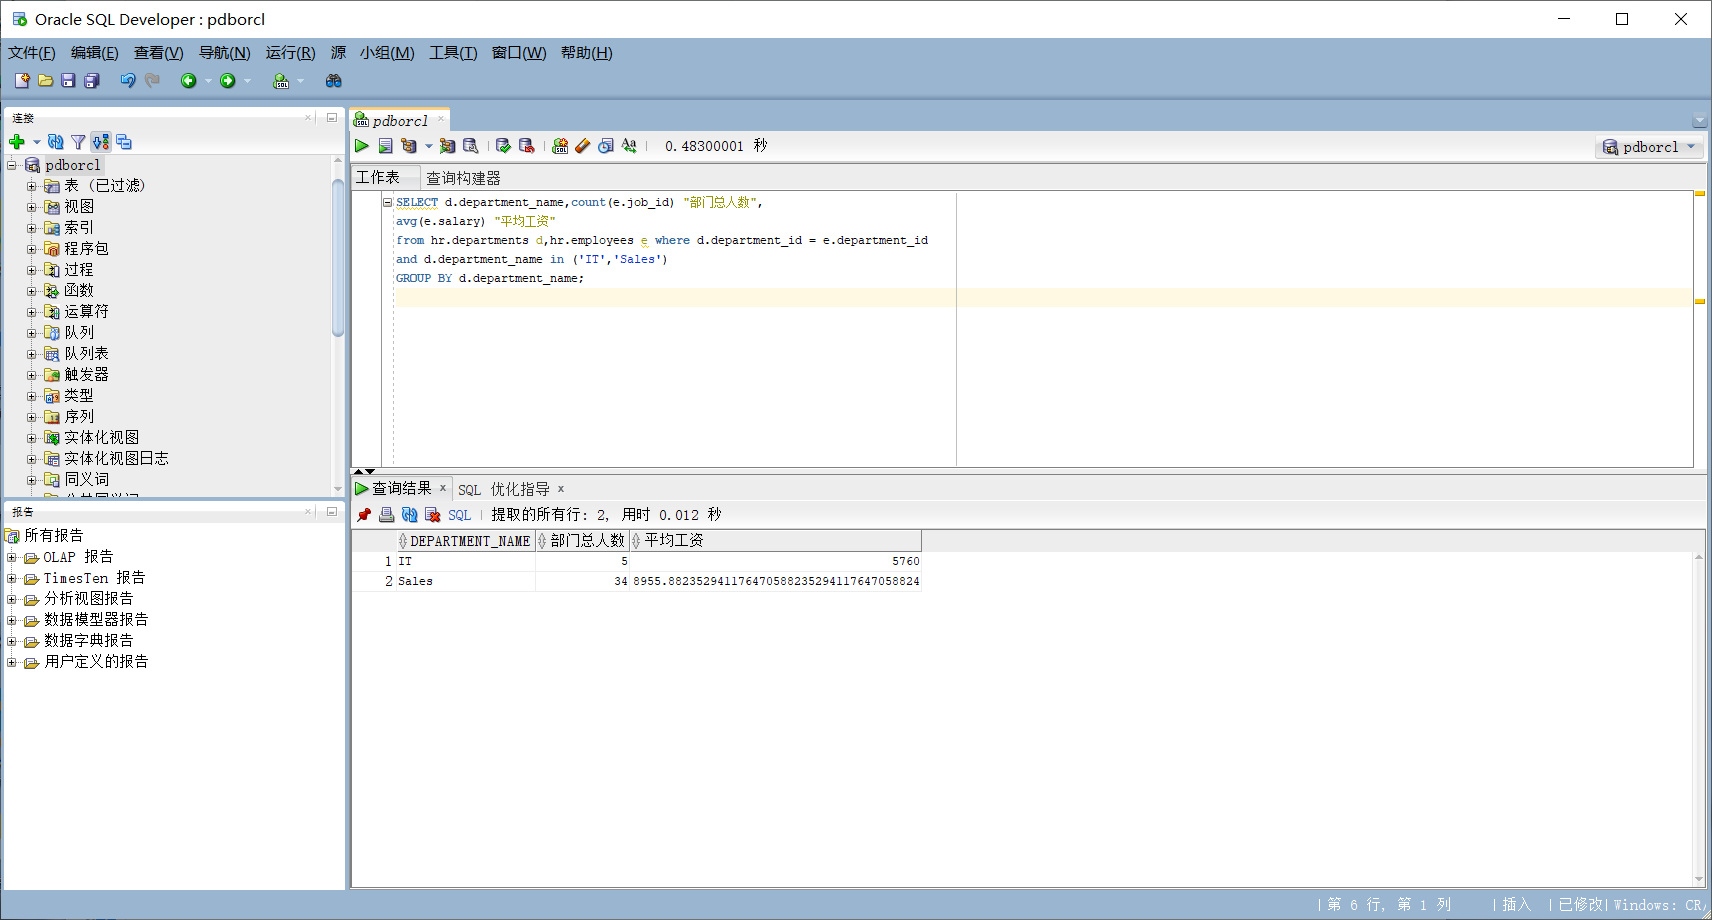 Oracle SQL Developer : pdborcl
文件(F) 编辑(E) 查看(V) 导航(N) 运行(R) 源 小组(M) 工具(T) 窗口(W) 帮助(H)
连接
pdborcl
表 (已过滤)
视图
索引
程序包
过程
函数
运算符
队列
队列表
触发器
类型
序列
实体化视图
实体化视图日志
同义词
报告
所有报告
OLAP 报告
TimesTen 报告
分析视图报告
数据模型器报告
数据字典报告
用户定义的报告
pdborcl
0.48300001 秒
pdborcl
工作表 查询构建器
SELECT d.department_name,count(e.job_id) "部门总人数",
avg(e.salary) "平均工资"
from hr.departments d,hr.employees e where d.department_id = e.department_id
and d.department_name in ('IT','Sales')
GROUP BY d.department_name;
查询结果 SQL 优化指导
SQL 提取的所有行: 2, 用时 0.012 秒
DEPARTMENT_NAME 部门总人数 平均工资
1 IT 5 5760
2 Sales 34 8955.88235294117647058823529411764705882​4
第 6 行, 第 1 列 插入 已修改 Windows: CR/